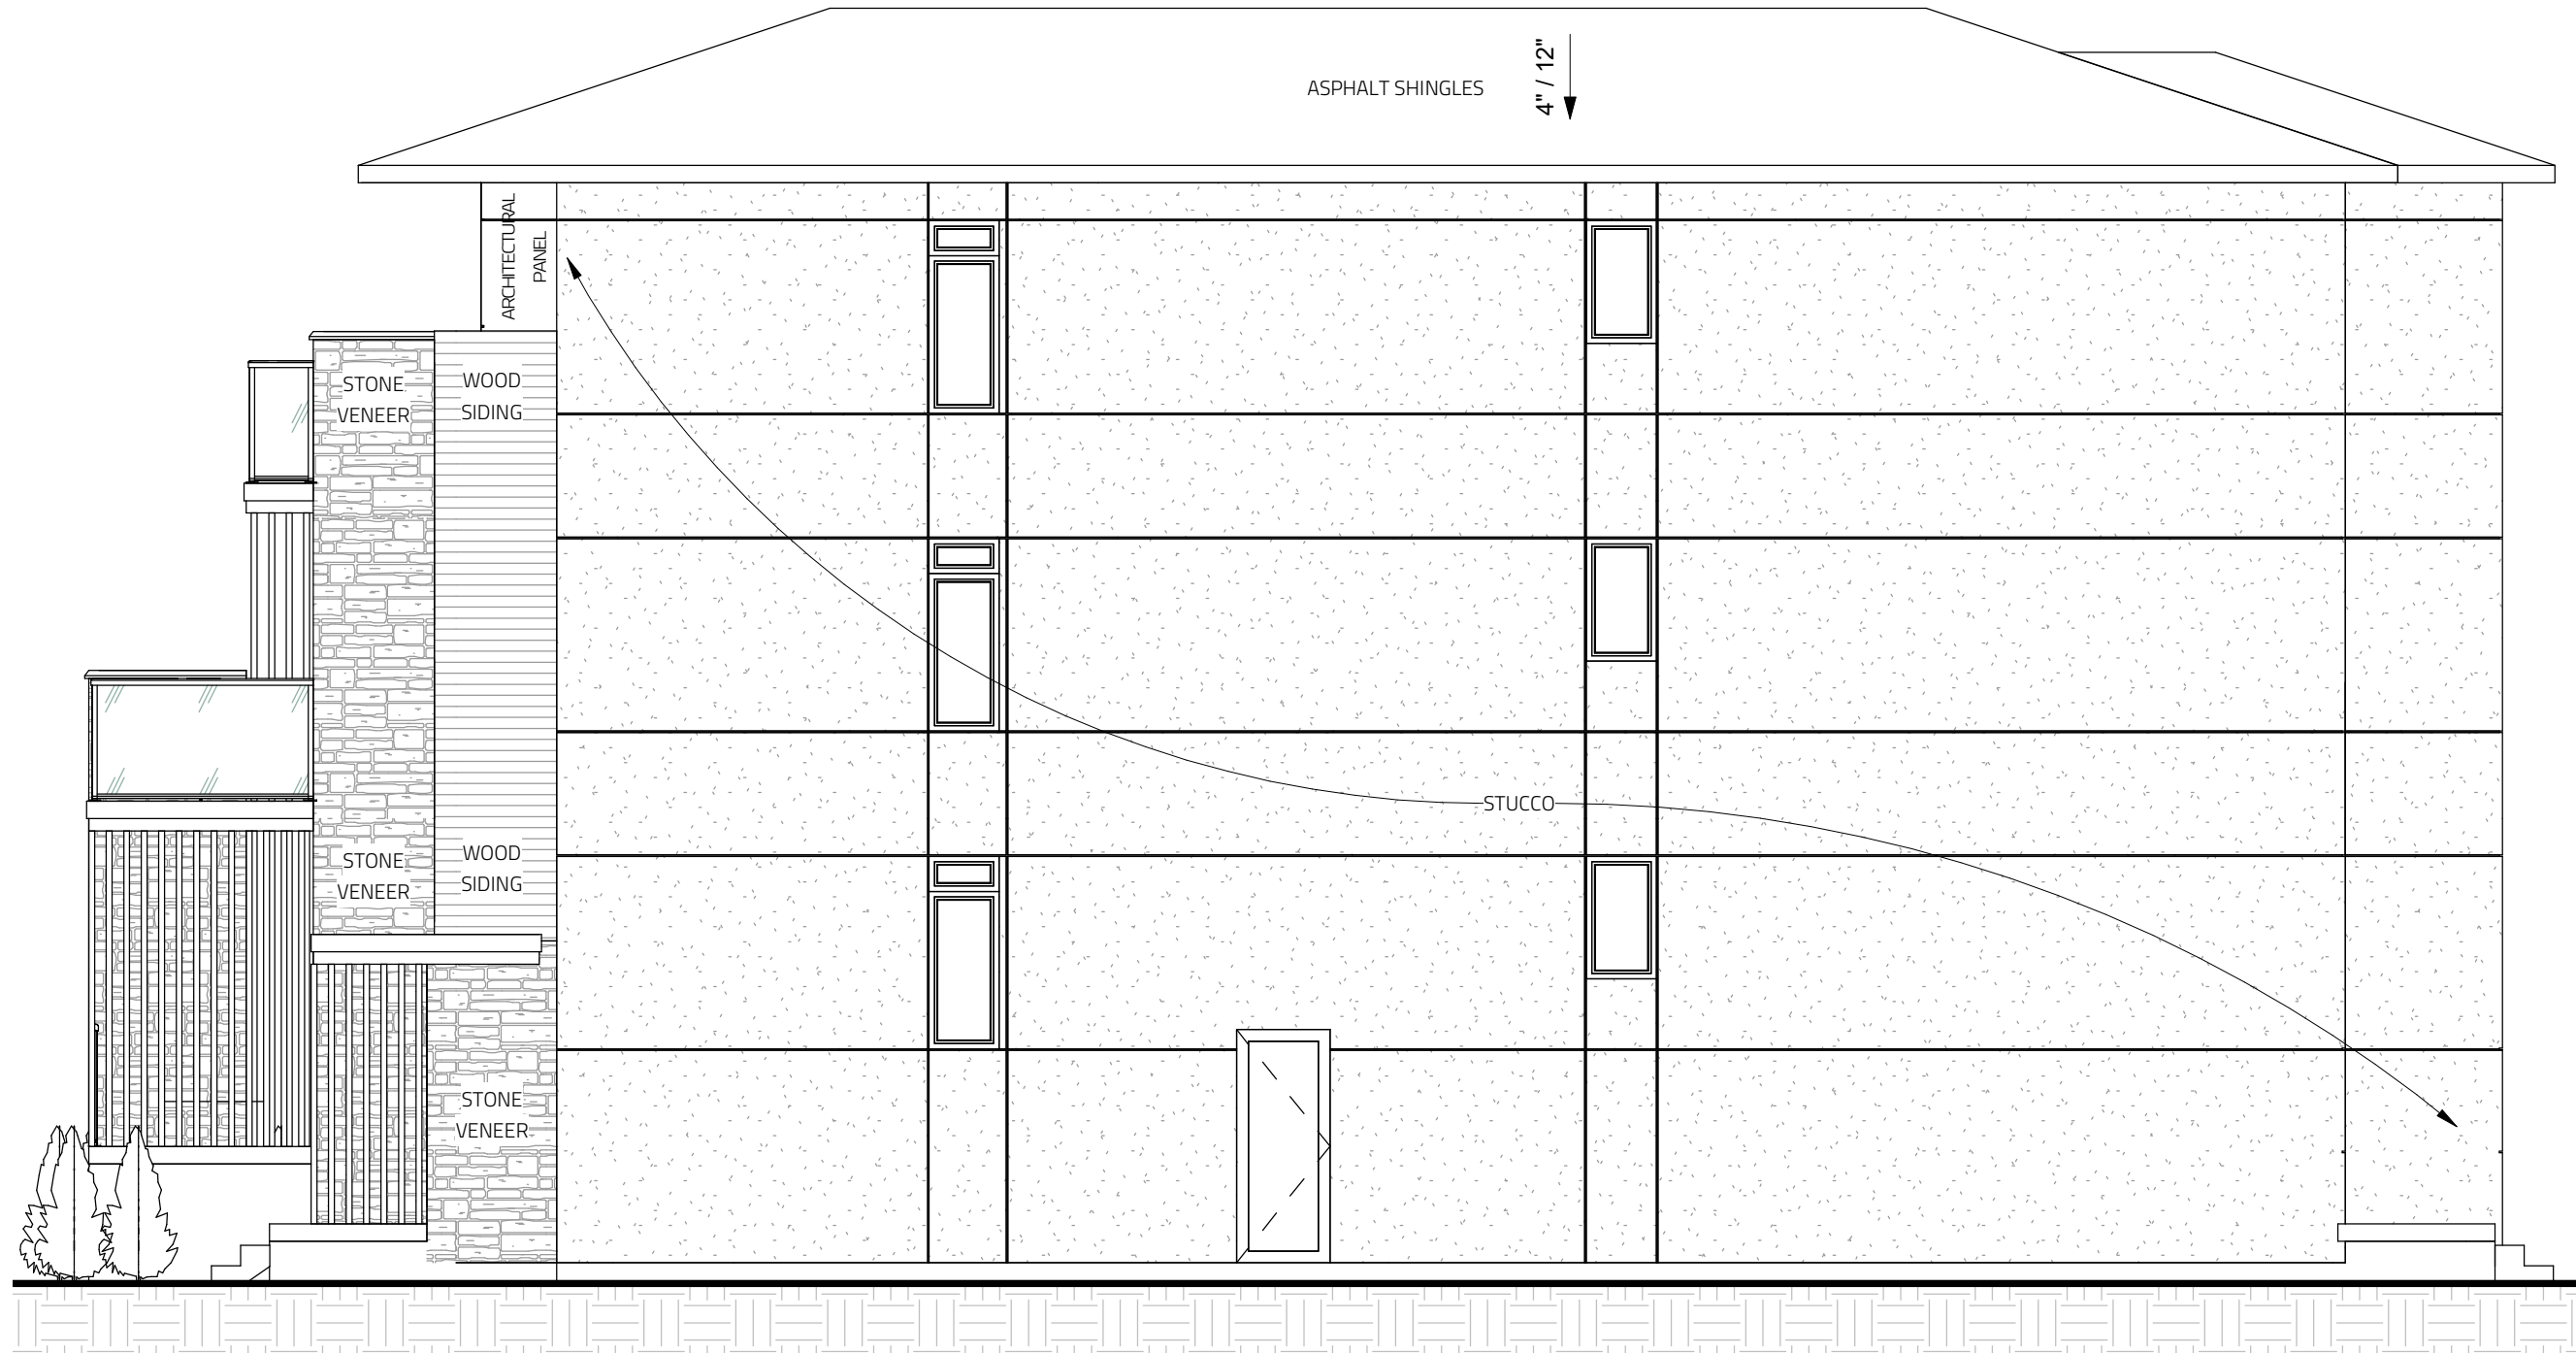 ASPHALT SHINGLES
4" / 12"
ARCHITECTURAL
PANEL
STONE
VENEER
WOOD
SIDING
STUCCO
STONE
VENEER
WOOD
SIDING
STONE
VENEER